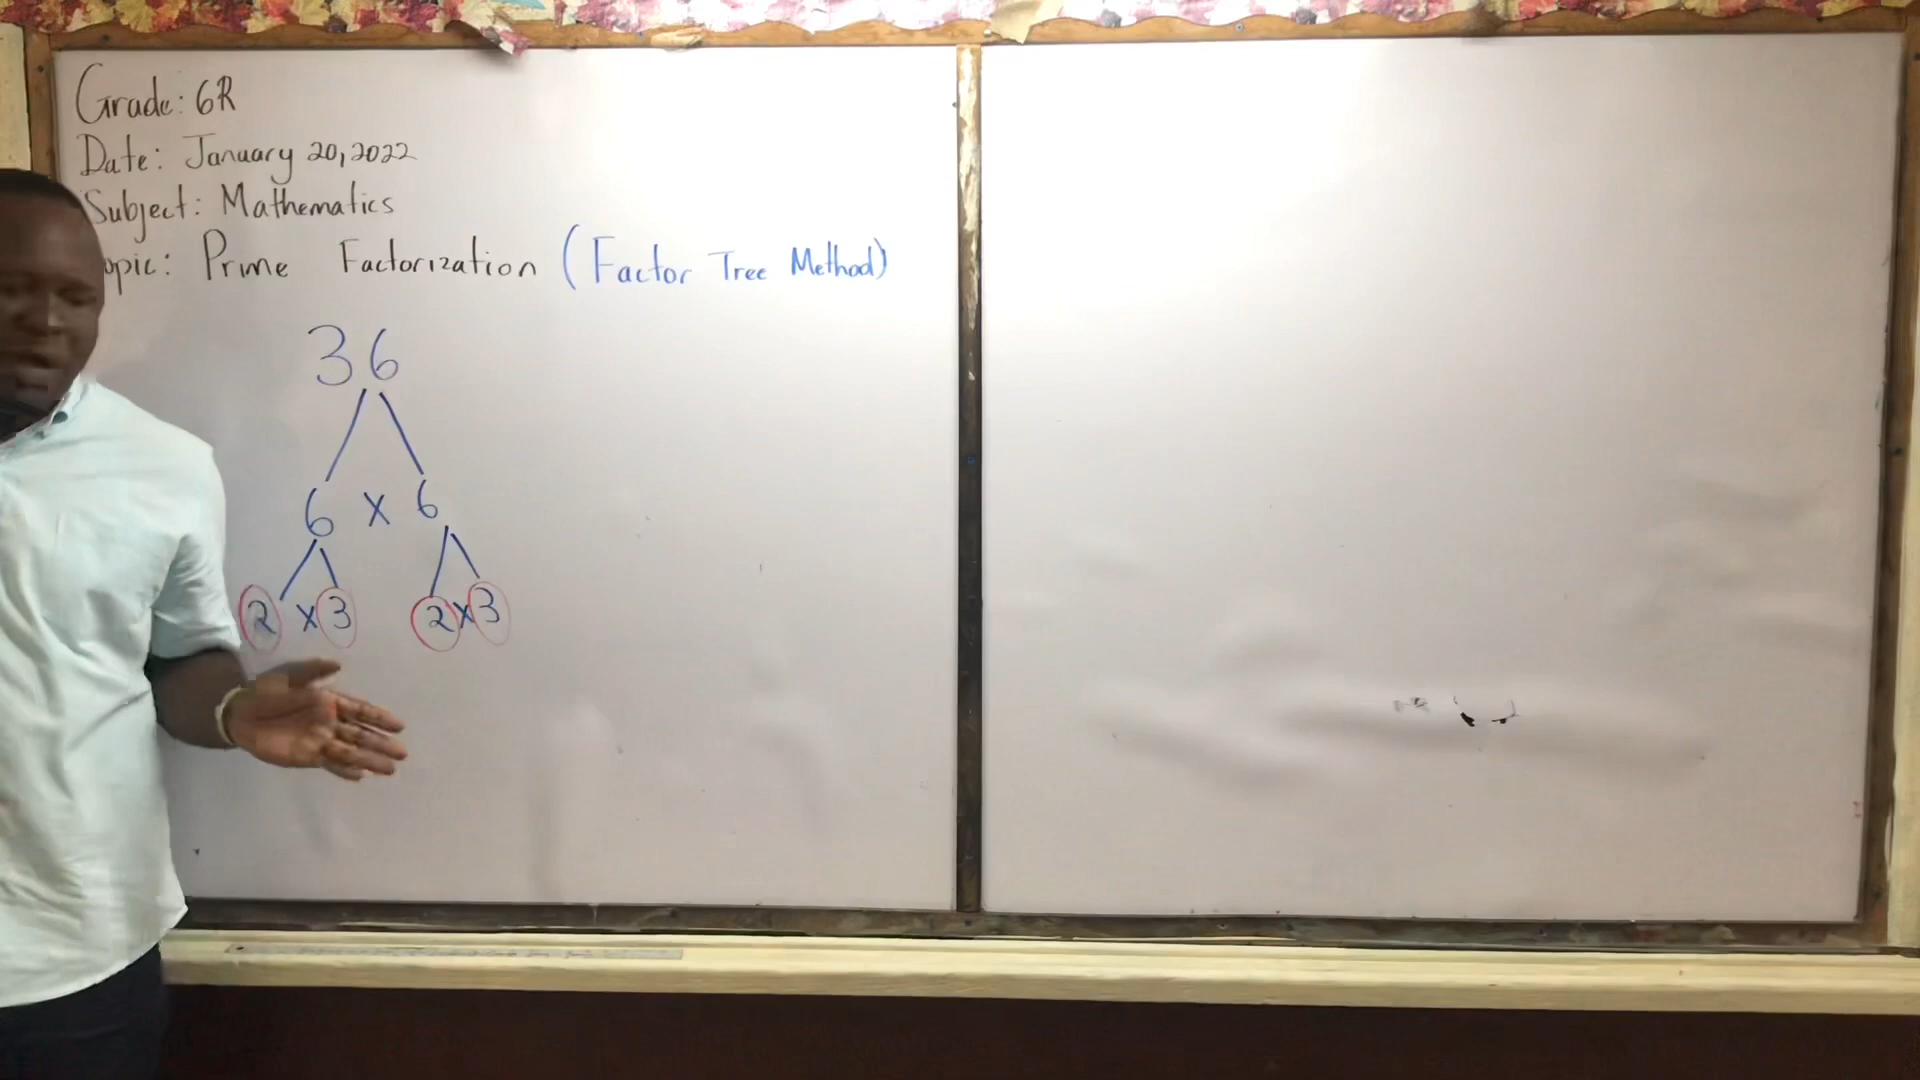 Grade: 6R
Date: January 20, 2022
Subject: Mathematics
opic: Prime Factorization (Factor Tree Method)
36
6 x 6
2 x 3 2 x 3